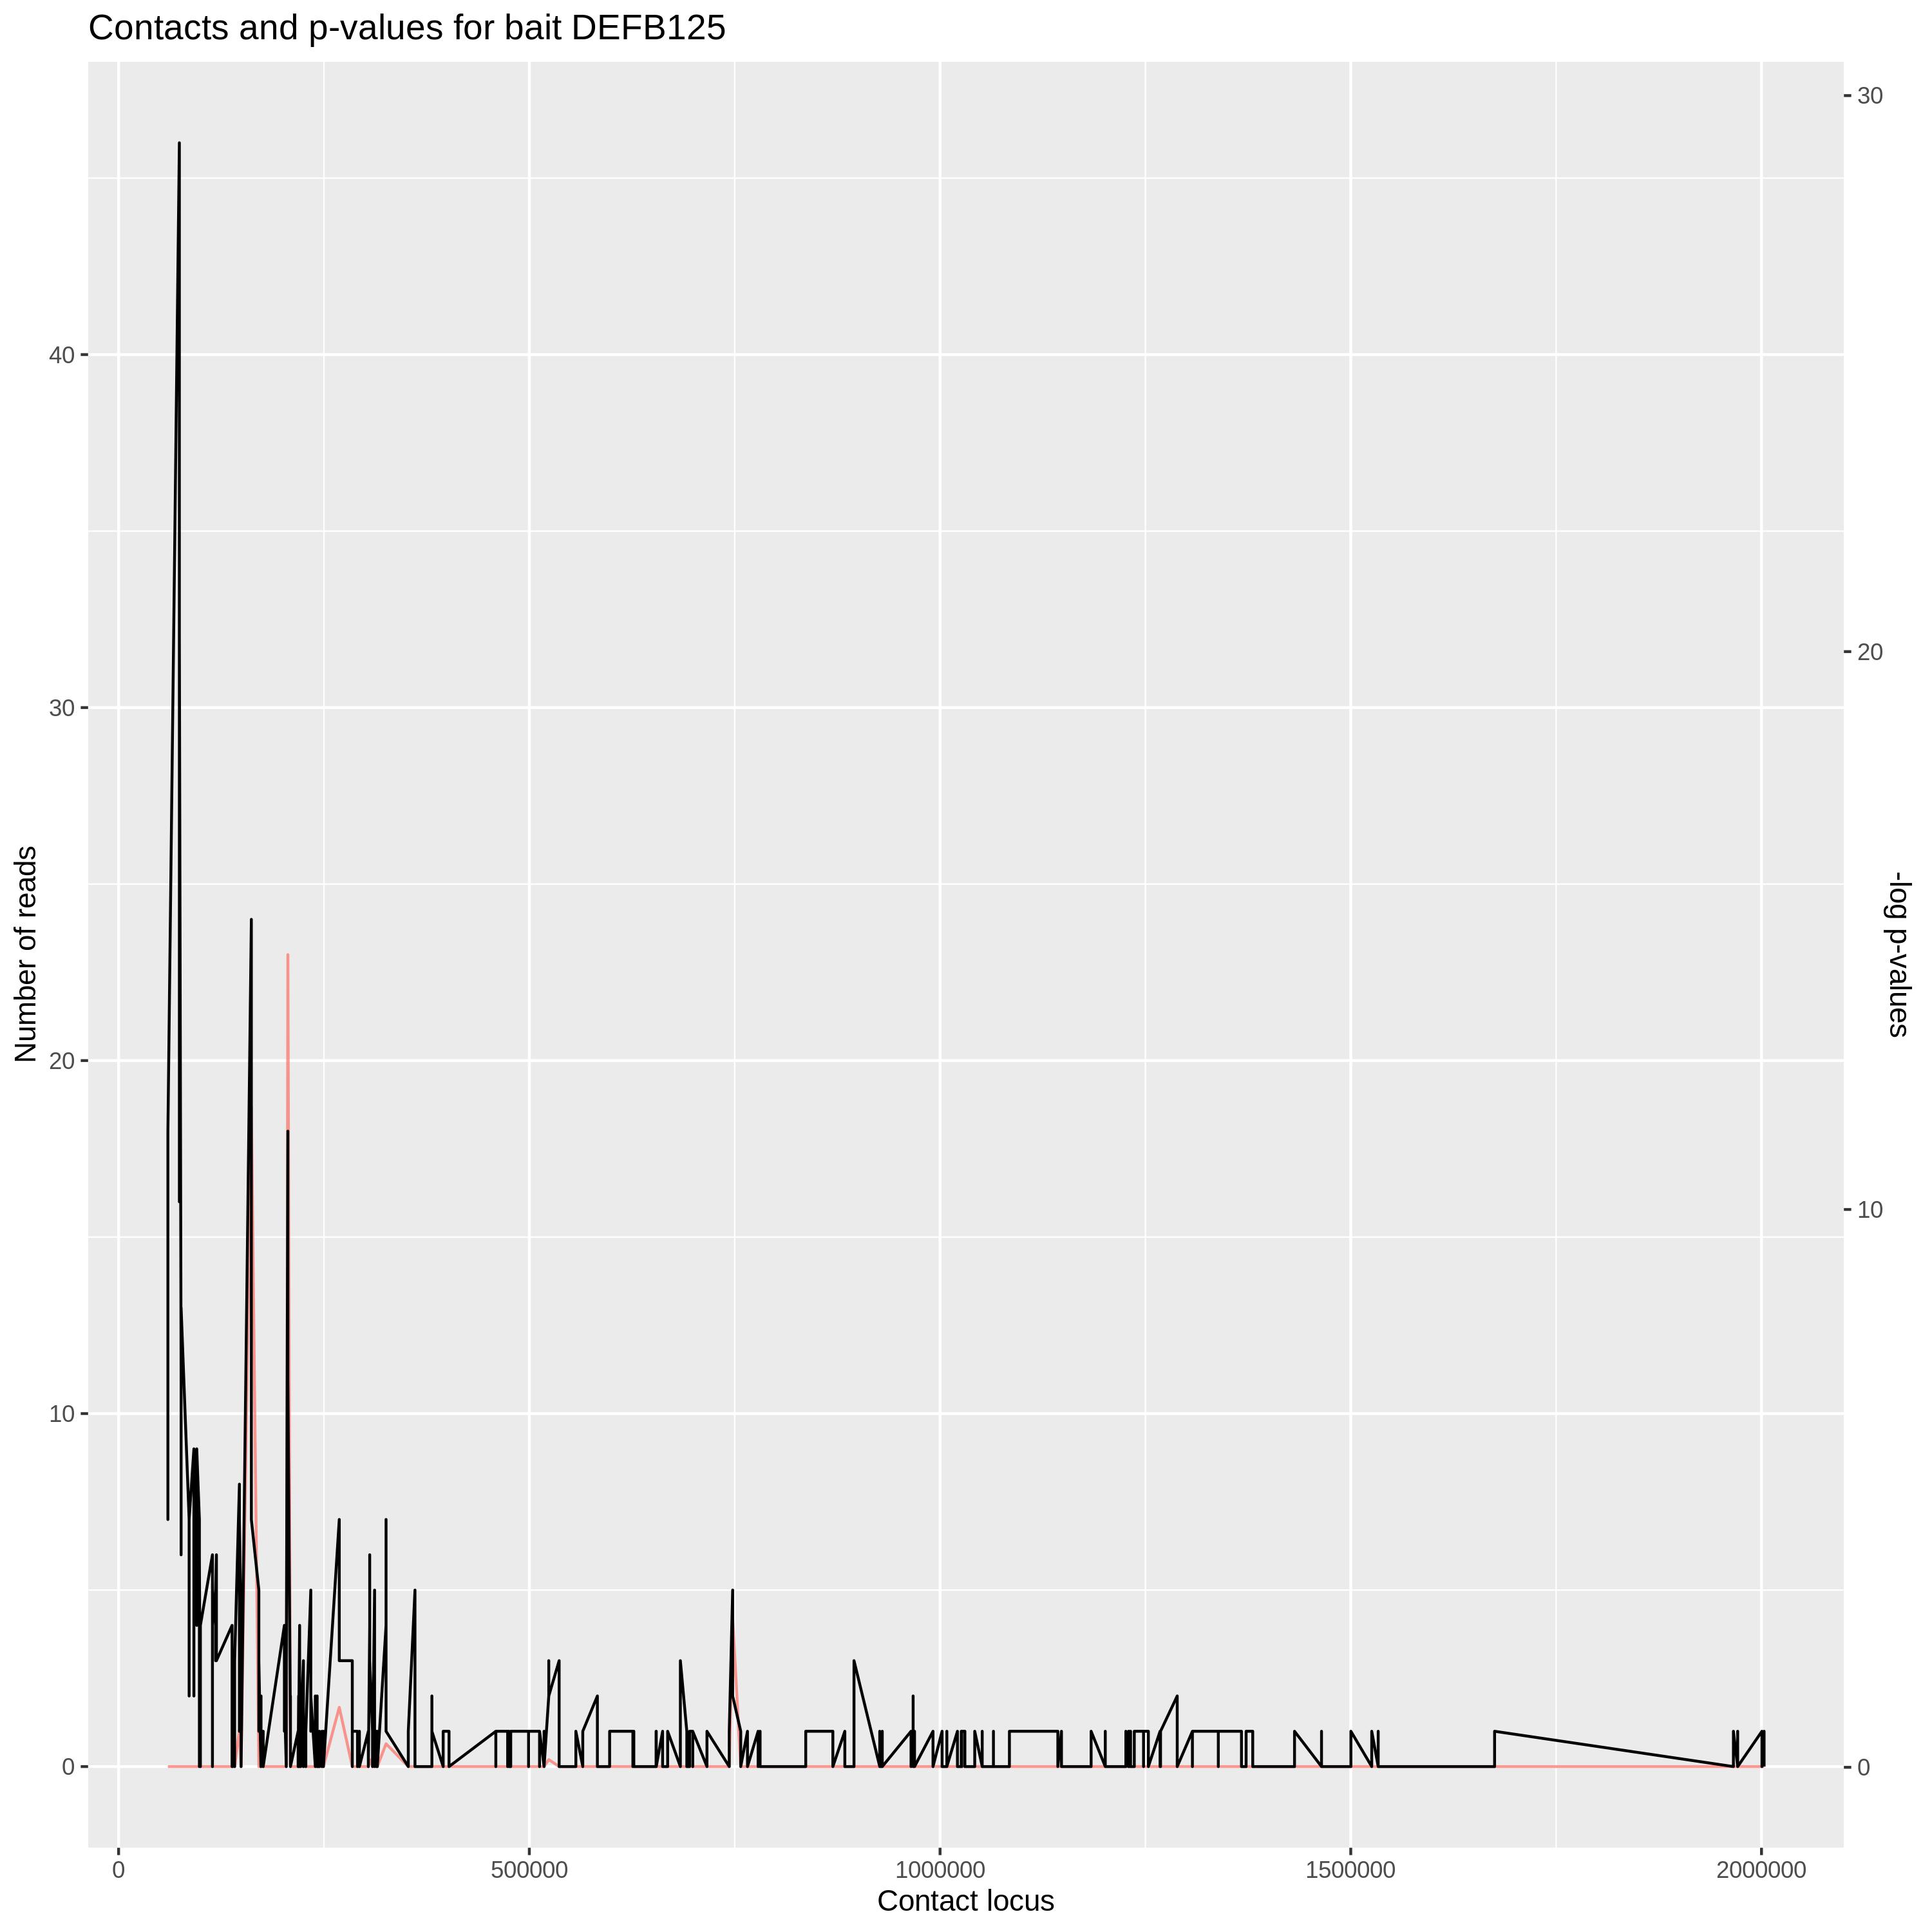 Contacts and p-values for bait DEFB125
Number of reads
40
30
20
10
0
30
20
10
0
-log p-values
0 500000 1000000 1500000 2000000
Contact locus